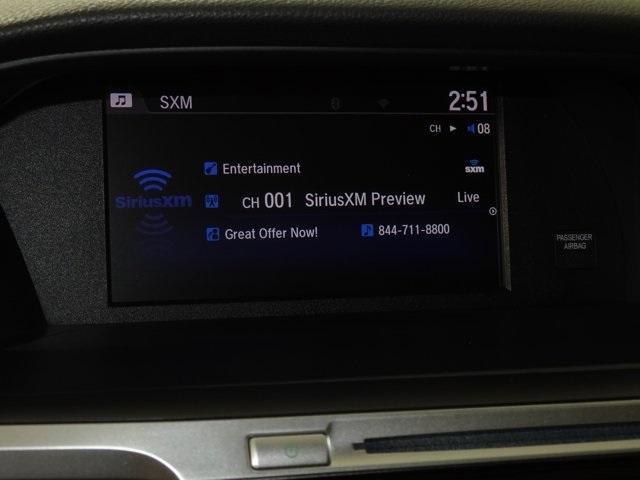 SXM 2:51
CH 08
Entertainment sxm
SiriusXm
CH 001 SiriusXM Preview Live
Great Offer Now! 844-711-8800
PASSENGER
AIRBAG